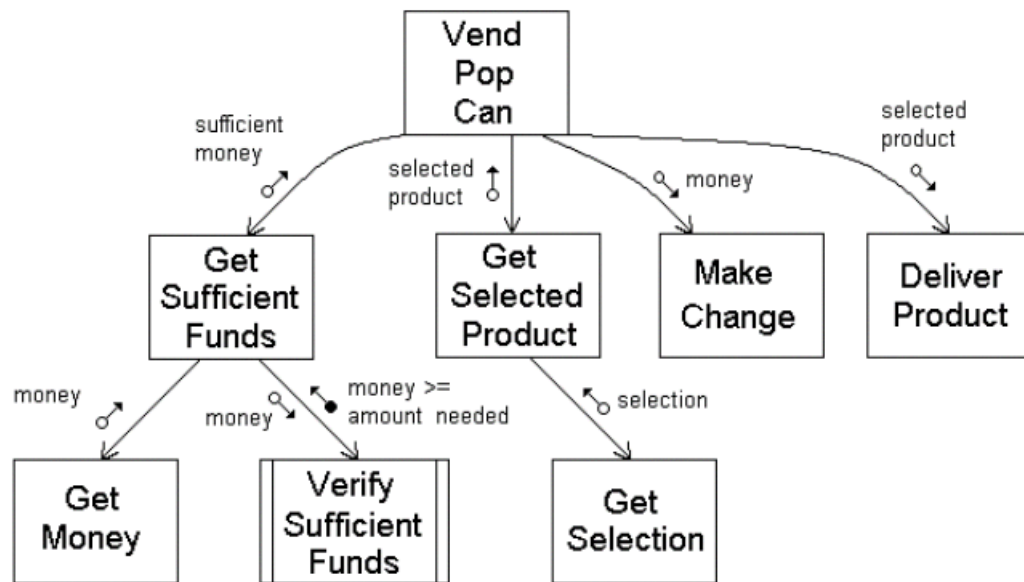 Vend
Pop
Can
sufficient
money
selected
product
money
selected
product
Get
Sufficient
Funds
Get
Selected
Product
Make
Change
Deliver
Product
money
money
money >=
amount needed
selection
Get
Money
Verify
Sufficient
Funds
Get
Selection